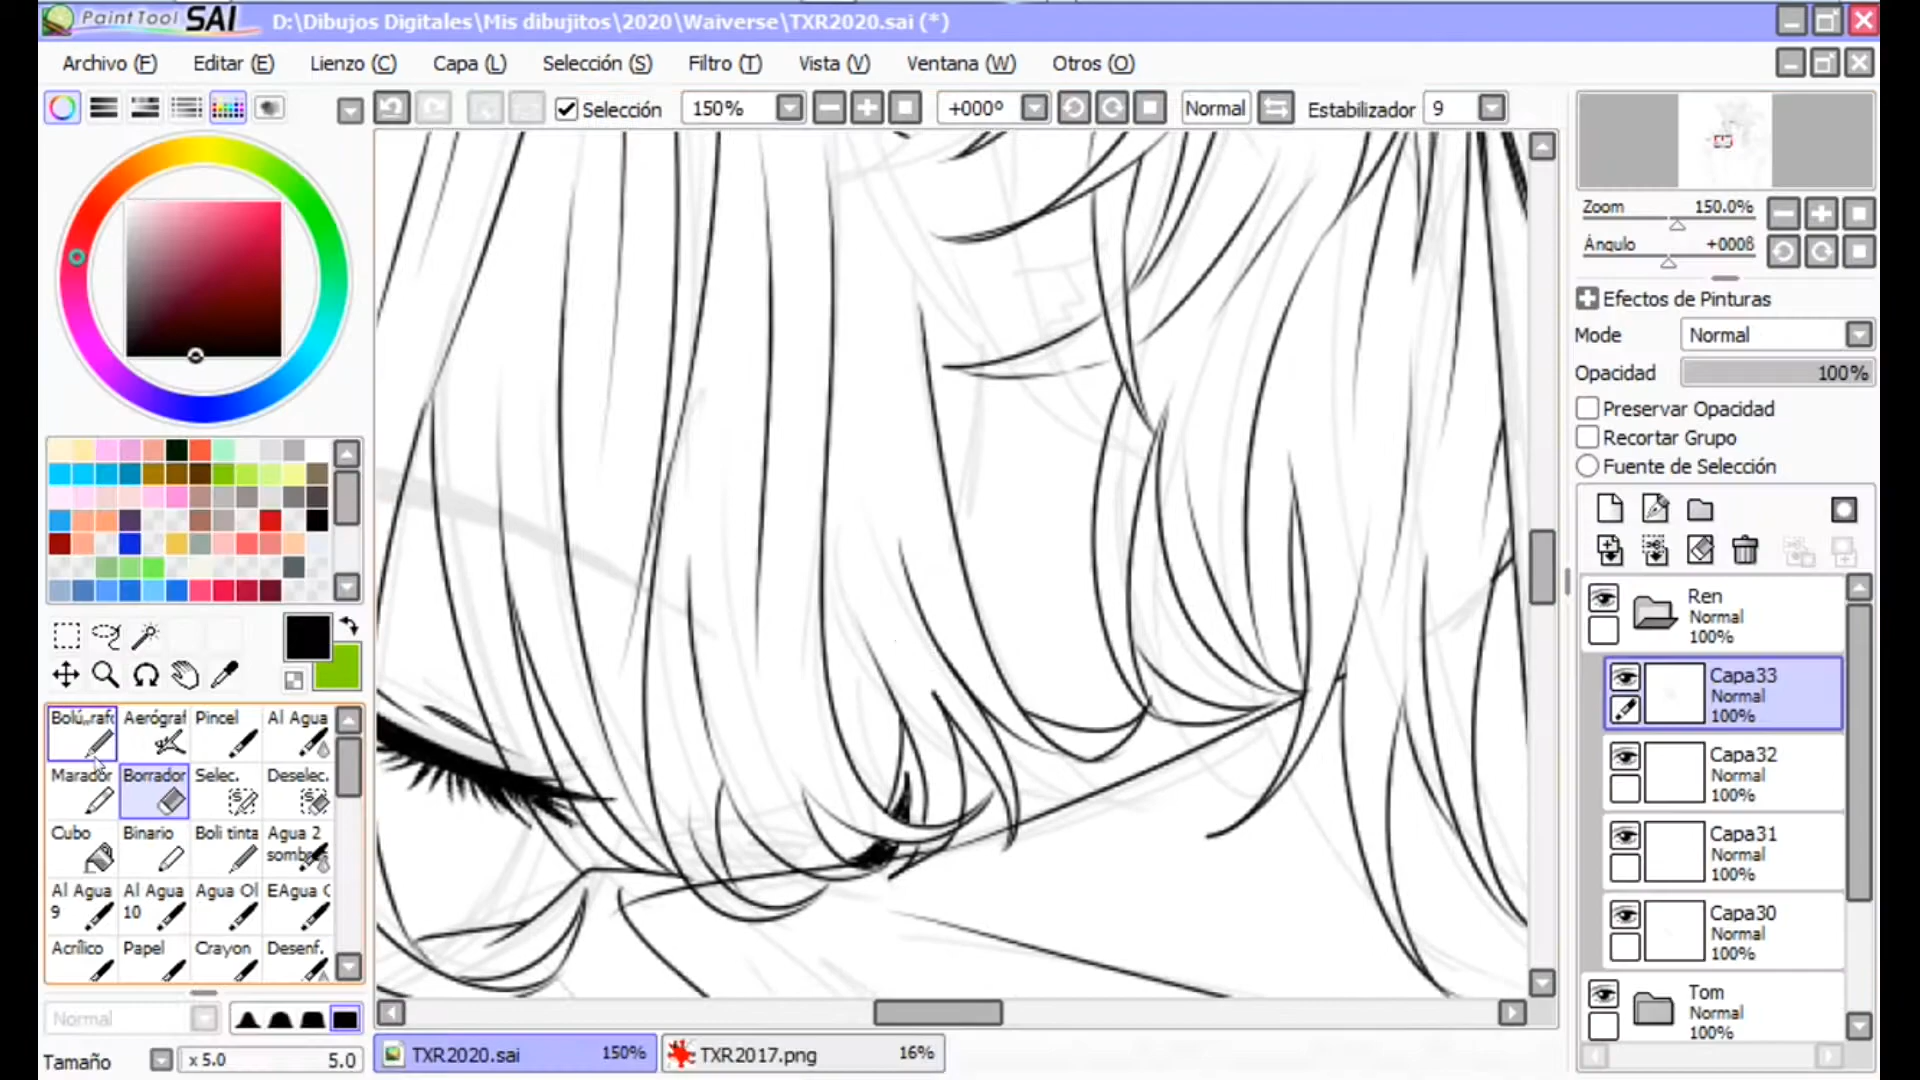 PaintTool SAI D:\Dibujos Digitales\Mis dibujitos\2020\Waiverse\TXR2020.sai (*)
Archivo (F) Editar (E) Lienzo (C) Capa (L) Selección (S) Filtro (T) Vista (V) Ventana (W) Otros (O)
Selección 150% +000º Normal Estabilizador 9
Zoom 150.0%
Ángulo +000ß
Efectos de Pinturas
Mode Normal
Opacidad 100%
Preservar Opacidad
Recortar Grupo
Fuente de Selección
Ren
Normal
100%
Capa33
Normal
100%
Capa32
Normal
100%
Capa31
Normal
100%
Capa30
Normal
100%
Tom
Normal
100%
Aerógraf Pincel Al Agua
Marador Borrador Selec. Deselec.
Cubo Binario Boli tinta Agua 2
somb
Al Agua Al Agua Agua Ol EAgua C
9 10
Acrílico Papel Crayon Desenf.
Normal
Tamaño x 5.0 5.0
TXR2020.sai 150% TXR2017.png 16%